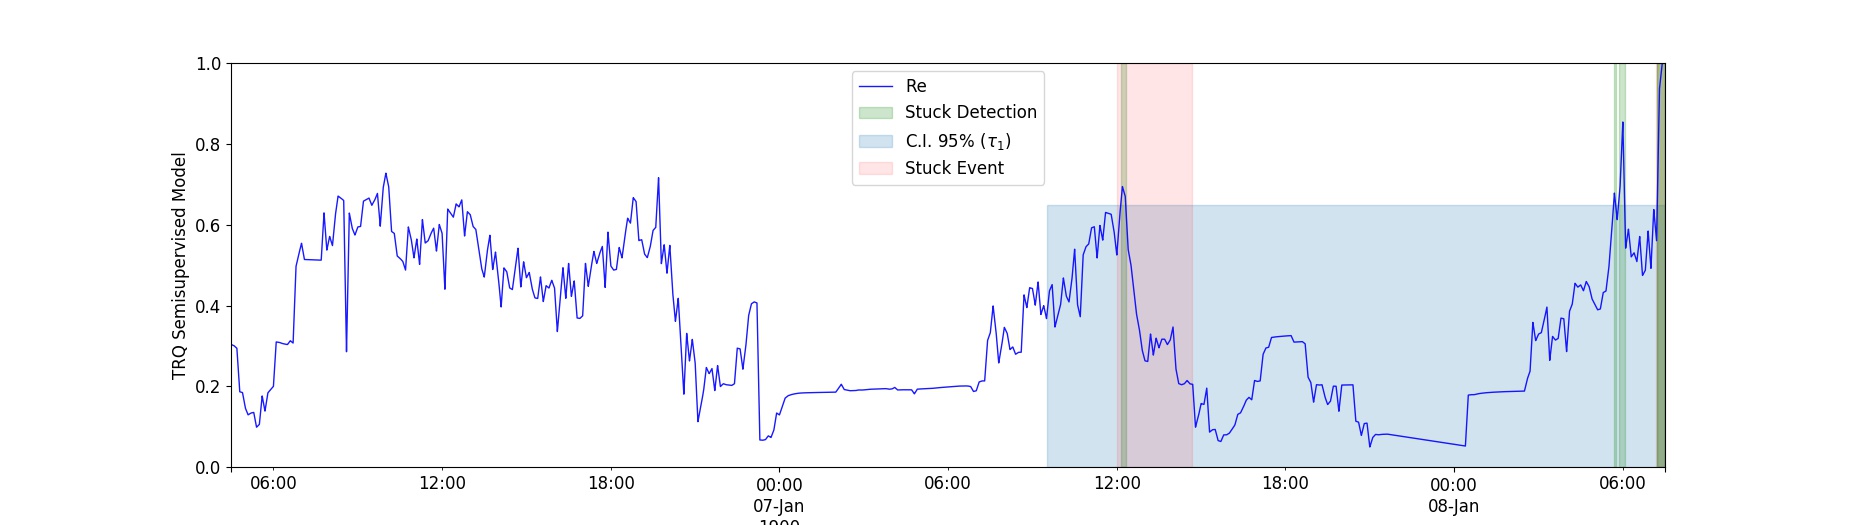 1.0
0.8
0.6
0.4
0.2
0.0
TRQ Semisupervised Model
Re
Stuck Detection
C.I. 95% (τ₁)
Stuck Event
06:00 12:00 18:00 00:00 06:00 12:00 18:00 00:00 06:00
07-Jan 08-Jan
1900